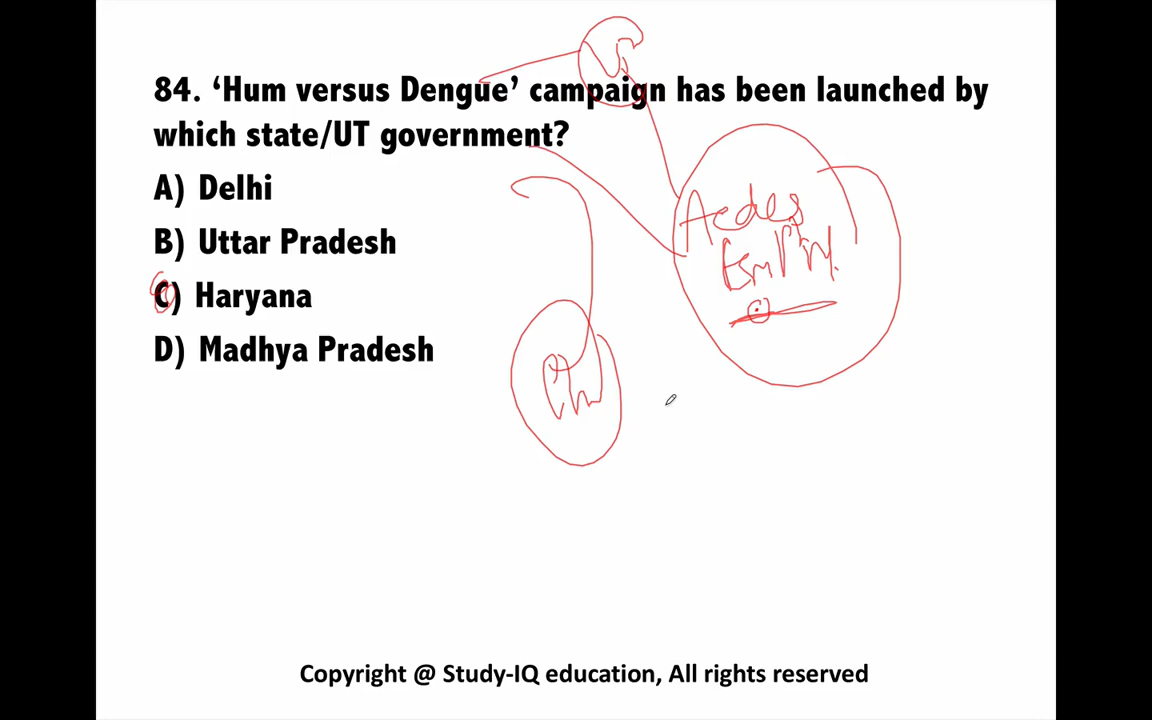 84. ‘Hum versus Dengue’ campaign has been launched by
which state/UT government?
A) Delhi
B) Uttar Pradesh
C) Haryana
D) Madhya Pradesh
Aedes
Copyright @ Study-IQ education, All rights reserved